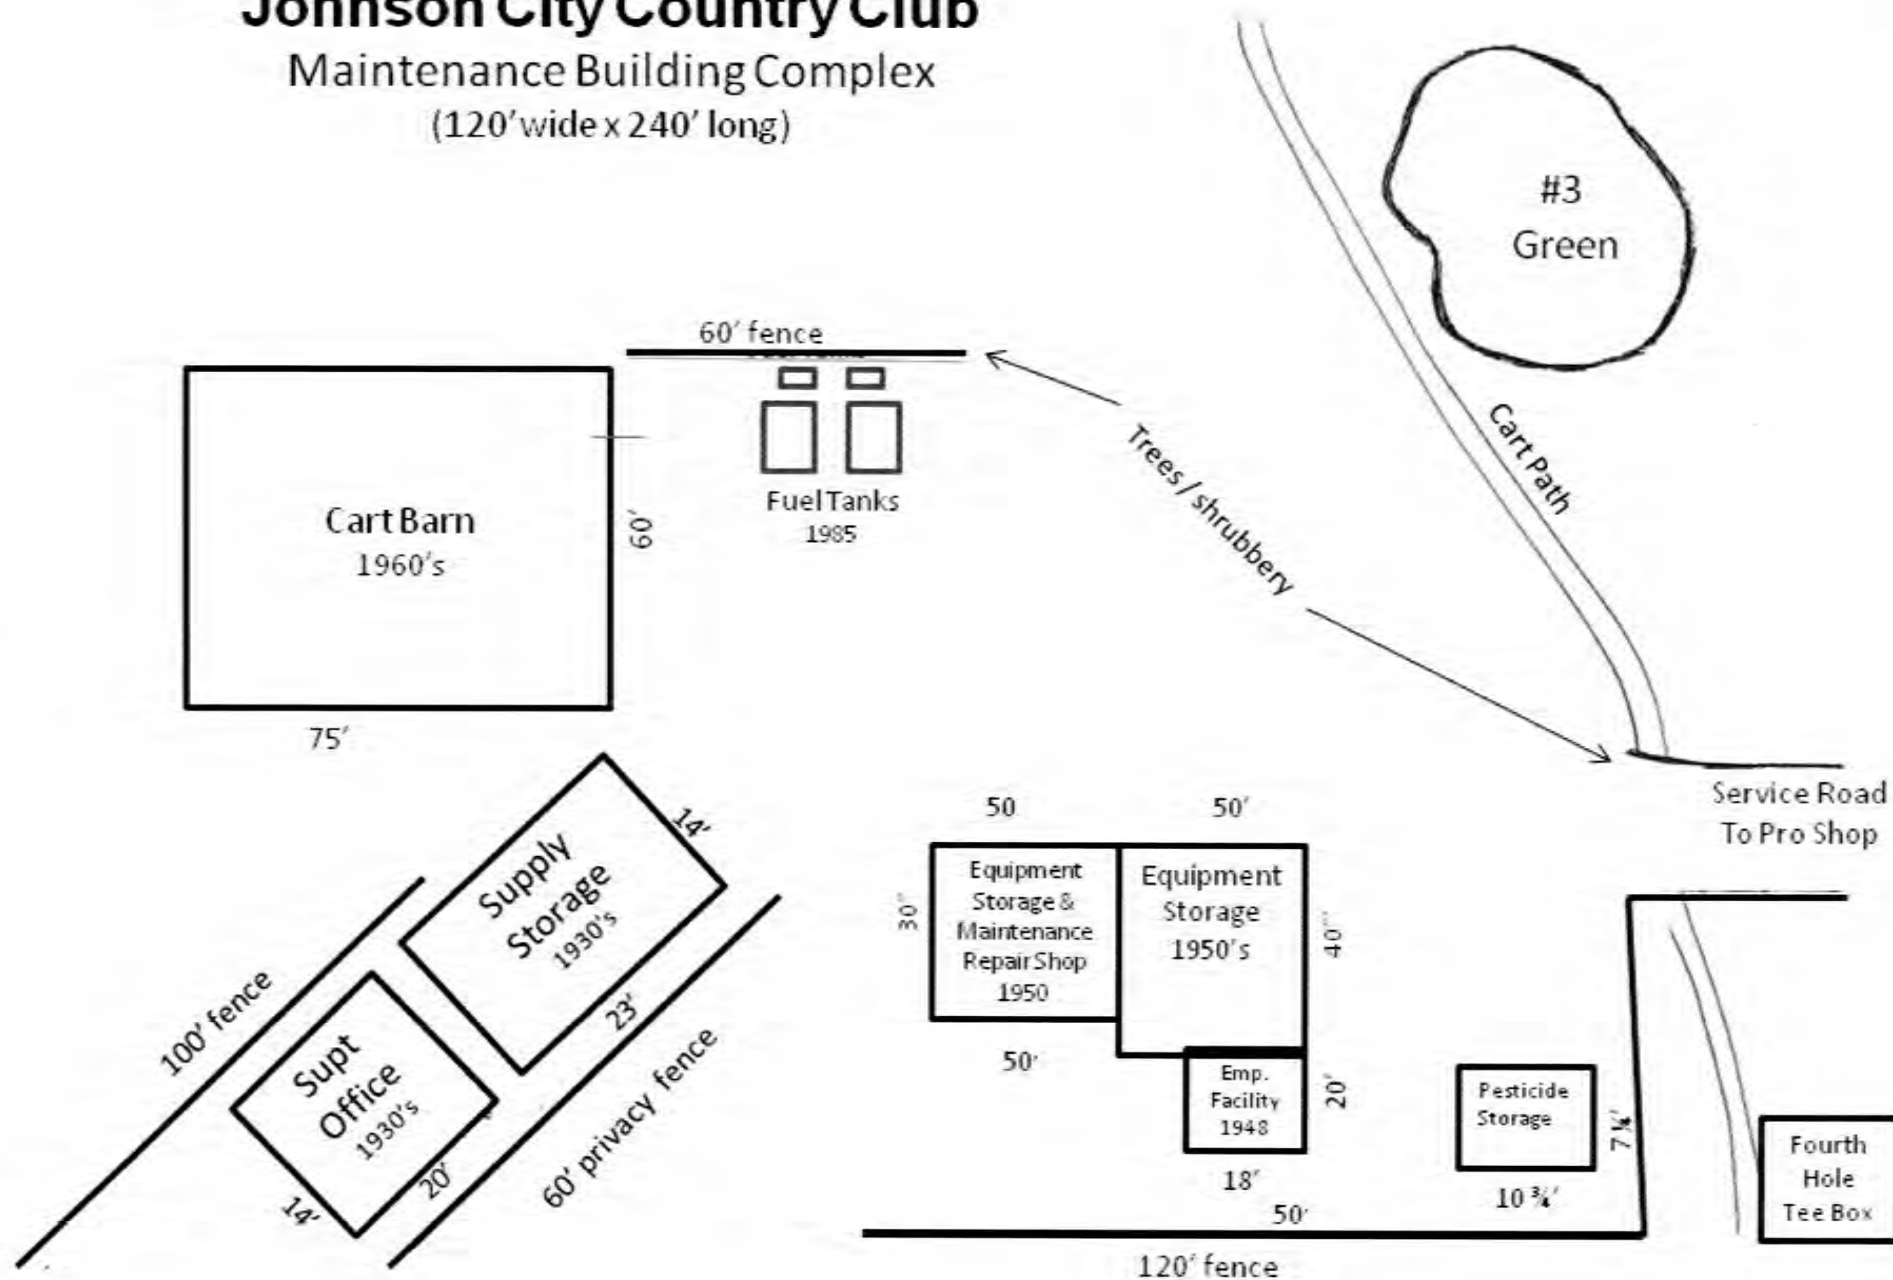 Johnson City Country Club
Maintenance Building Complex
(120' wide x 240' long)
#3
Green
60' fence
Cart Path
Trees / shrubbery
Fuel Tanks
1985
Cart Barn
1960's
60'
75'
Service Road
To Pro Shop
14'
Supply
Storage
1930's
23'
100' fence
Supt
Office
1930's
20'
14'
60' privacy fence
50
50'
30"
Equipment
Storage &
Maintenance
Repair Shop
1950
Equipment
Storage
1950's
50'
Emp.
Facility
1948
20'
18'
Pesticide
Storage
10 ¾'
Fourth
Hole
Tee Box
50'
120' fence